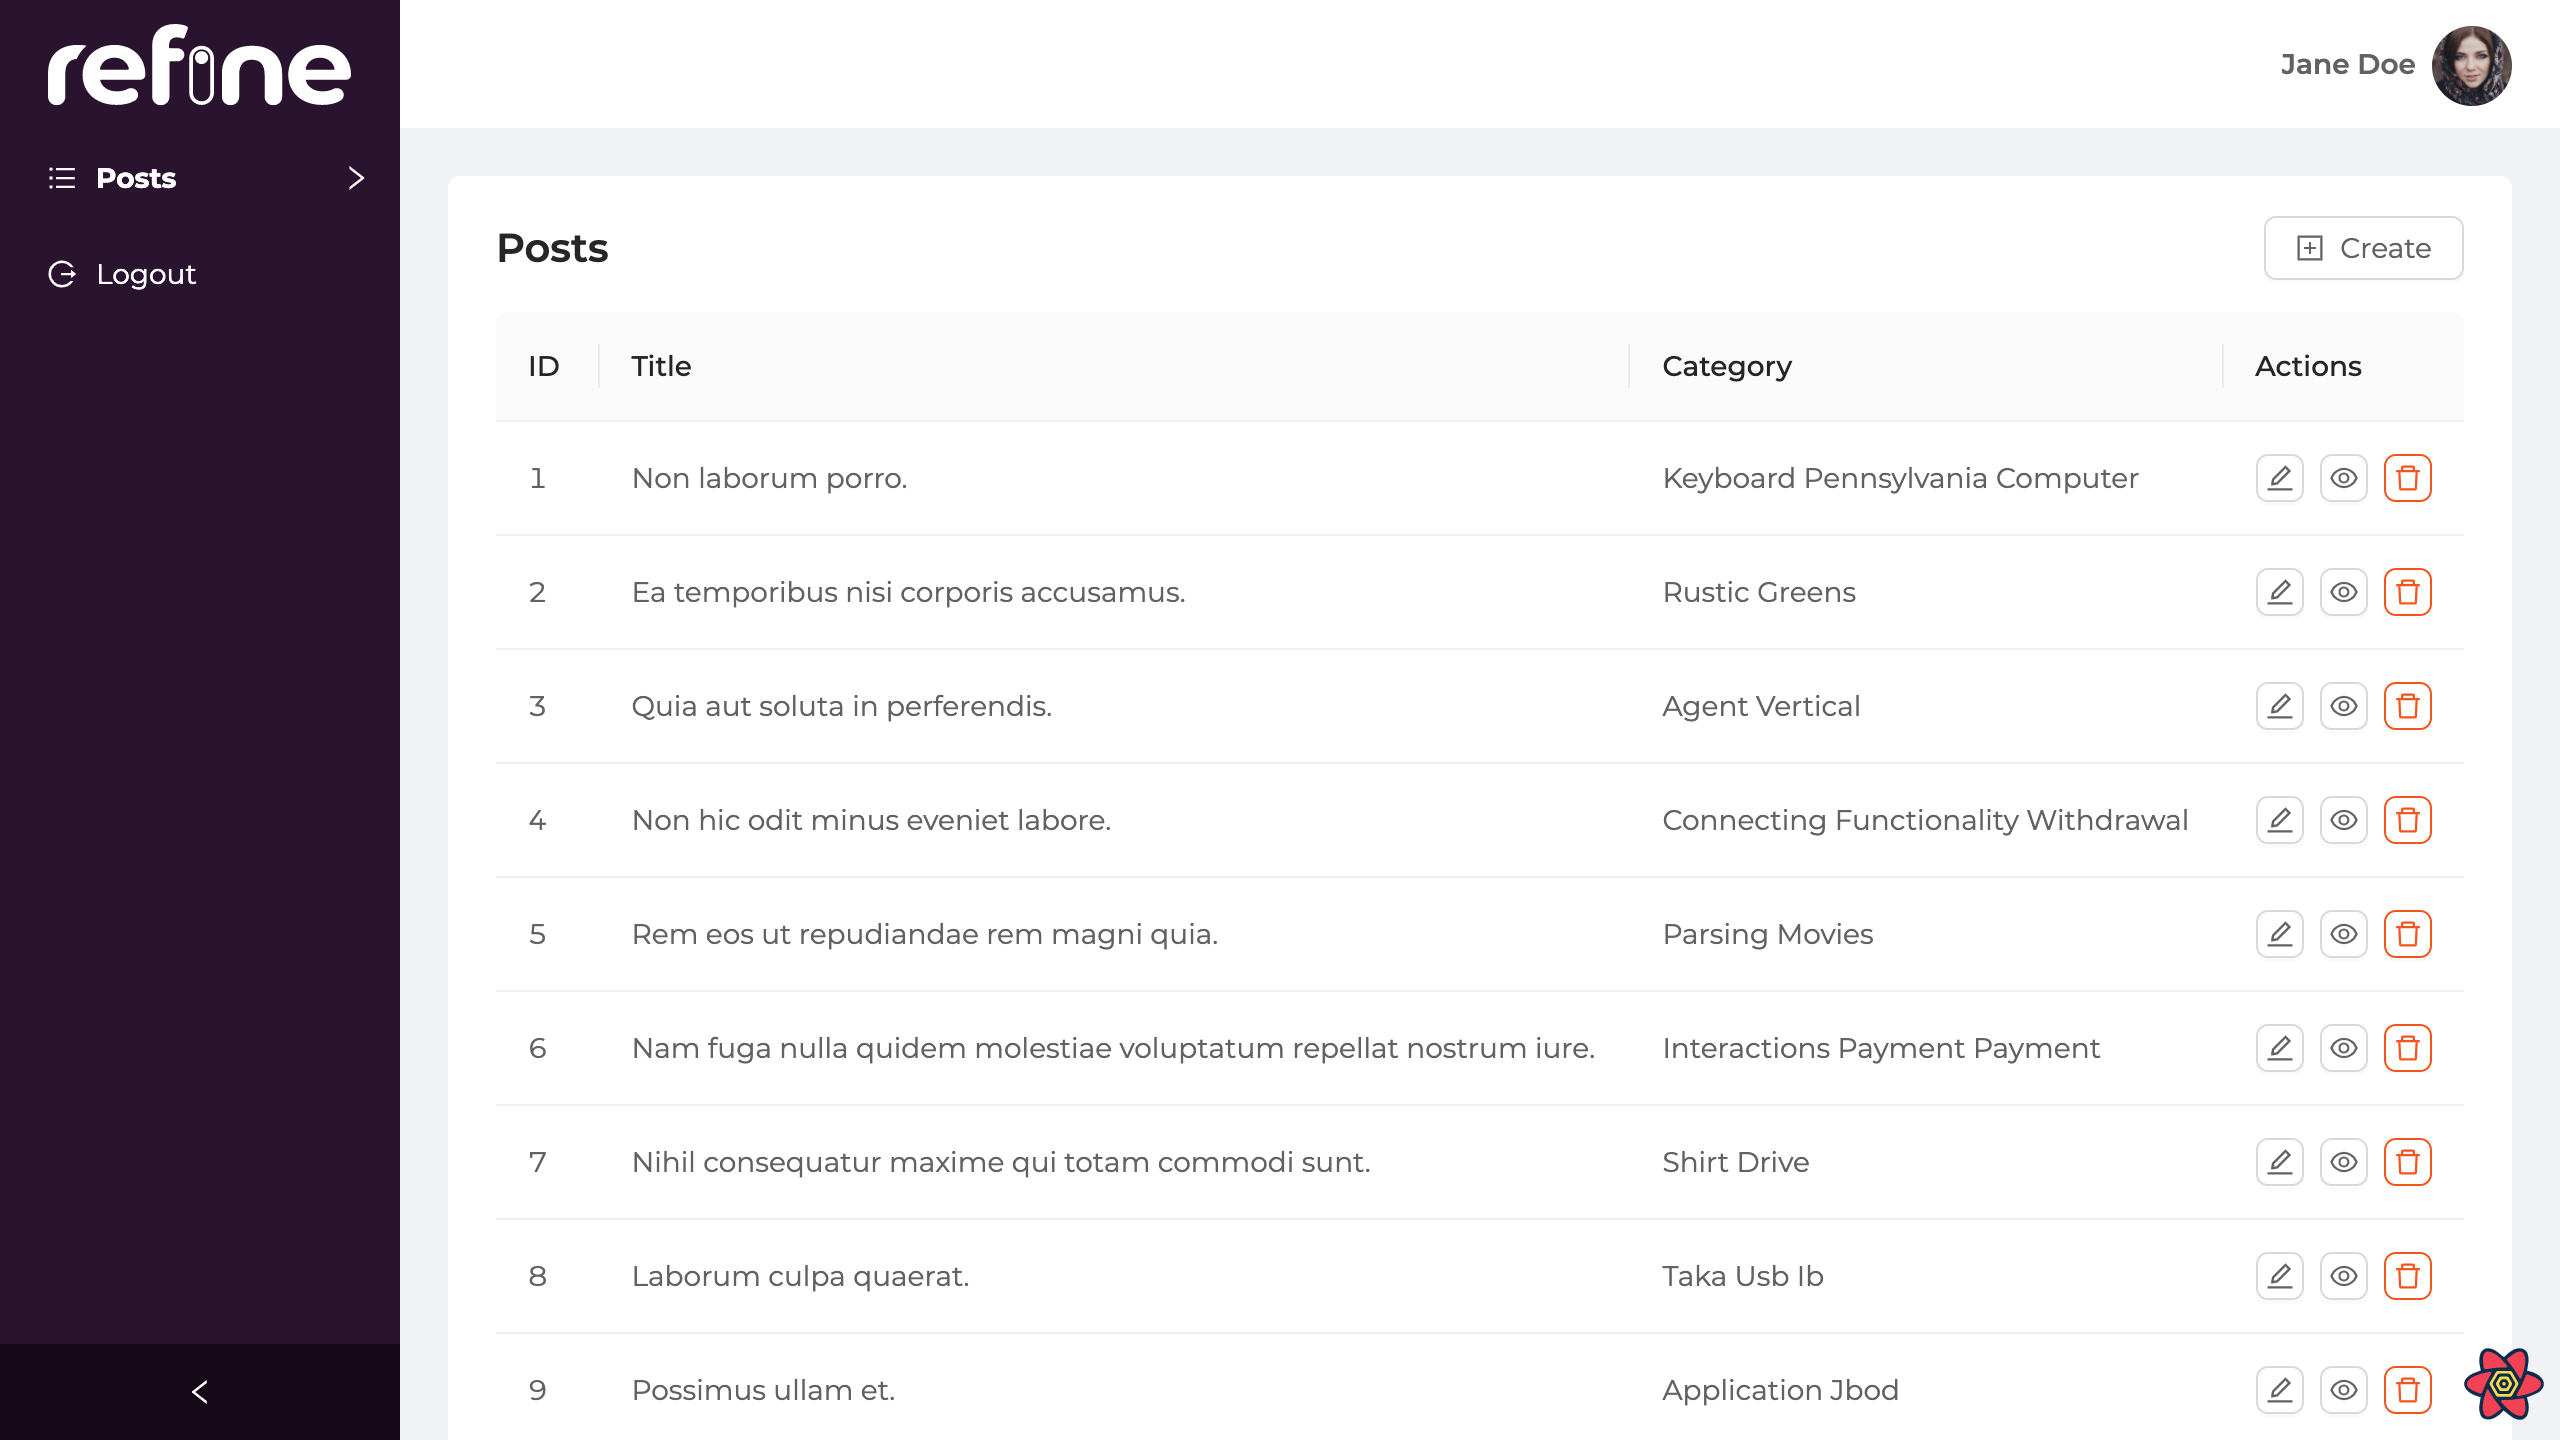 refine
Posts
Logout
Jane Doe
Posts
Create
ID Title Category Actions
1 Non laborum porro. Keyboard Pennsylvania Computer
2 Ea temporibus nisi corporis accusamus. Rustic Greens
3 Quia aut soluta in perferendis. Agent Vertical
4 Non hic odit minus eveniet labore. Connecting Functionality Withdrawal
5 Rem eos ut repudiandae rem magni quia. Parsing Movies
6 Nam fuga nulla quidem molestiae voluptatum repellat nostrum iure. Interactions Payment Payment
7 Nihil consequatur maxime qui totam commodi sunt. Shirt Drive
8 Laborum culpa quaerat. Taka Usb Ib
9 Possimus ullam et. Application Jbod